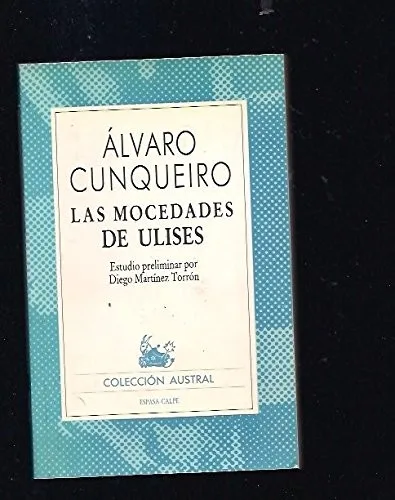 ÁLVARO
CUNQUEIRO
LAS MOCEDADES
DE ULISES
Estudio preliminar por
Diego Martínez Torrón
COLECCIÓN AUSTRAL
ESPASA CALPE